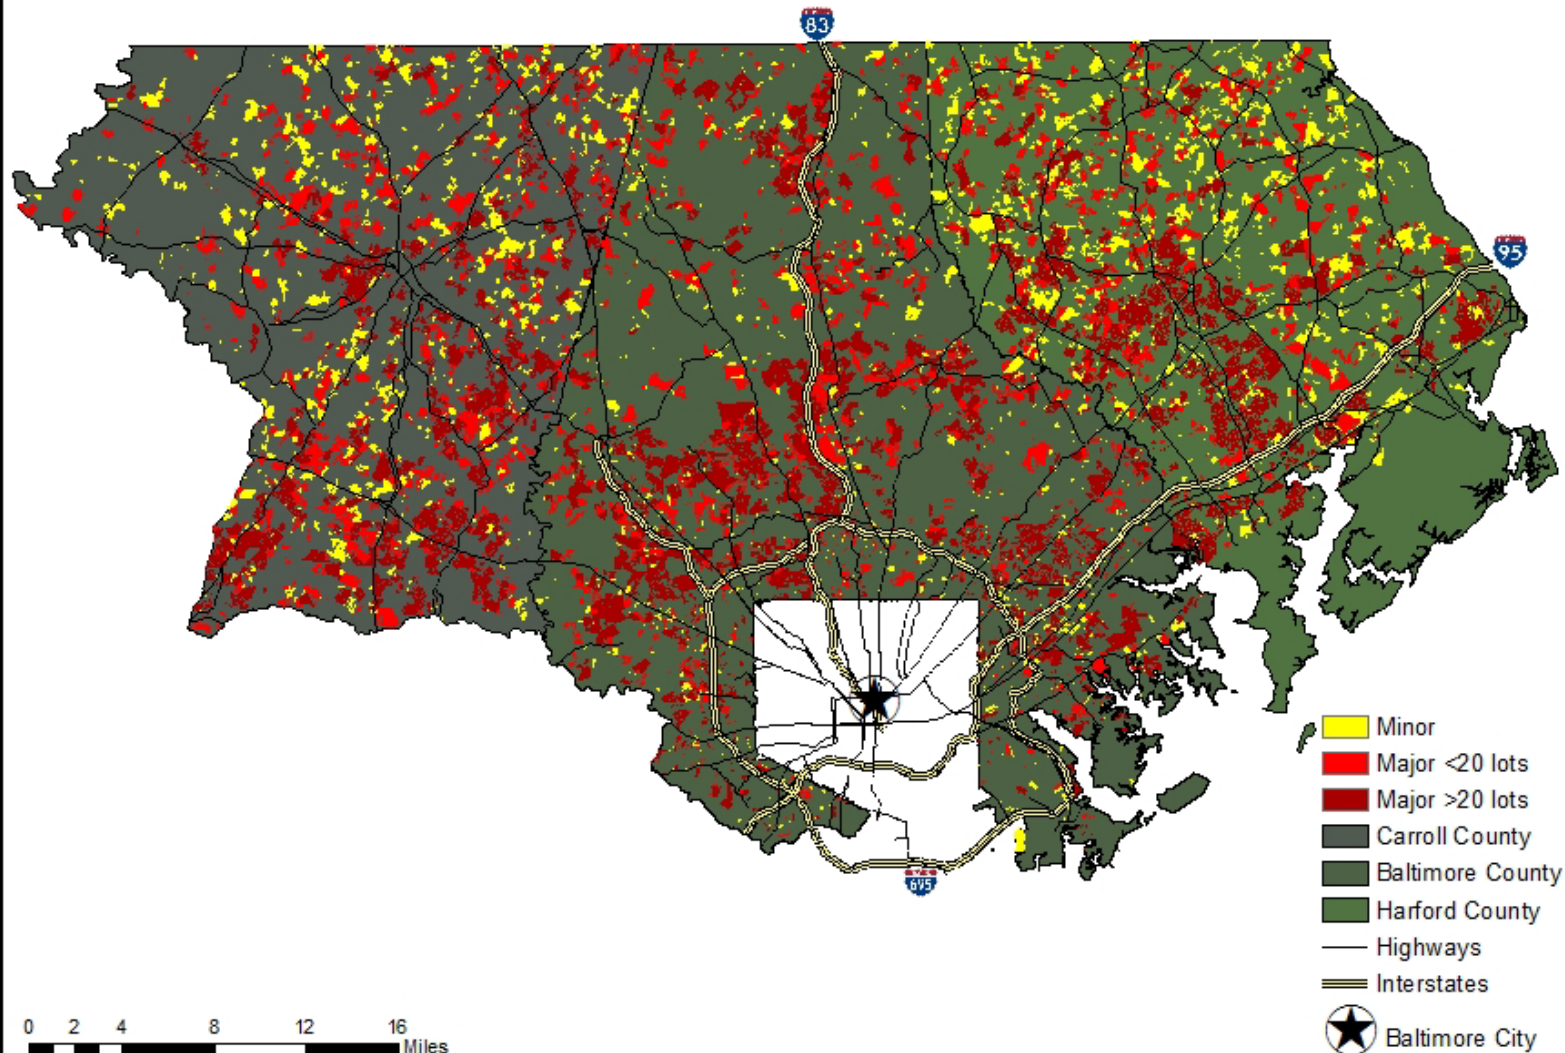 83
95
Minor
Major <20 lots
Major >20 lots
Carroll County
Baltimore County
Harford County
Highways
Interstates
Baltimore City
695
0 2 4 8 12 16
Miles